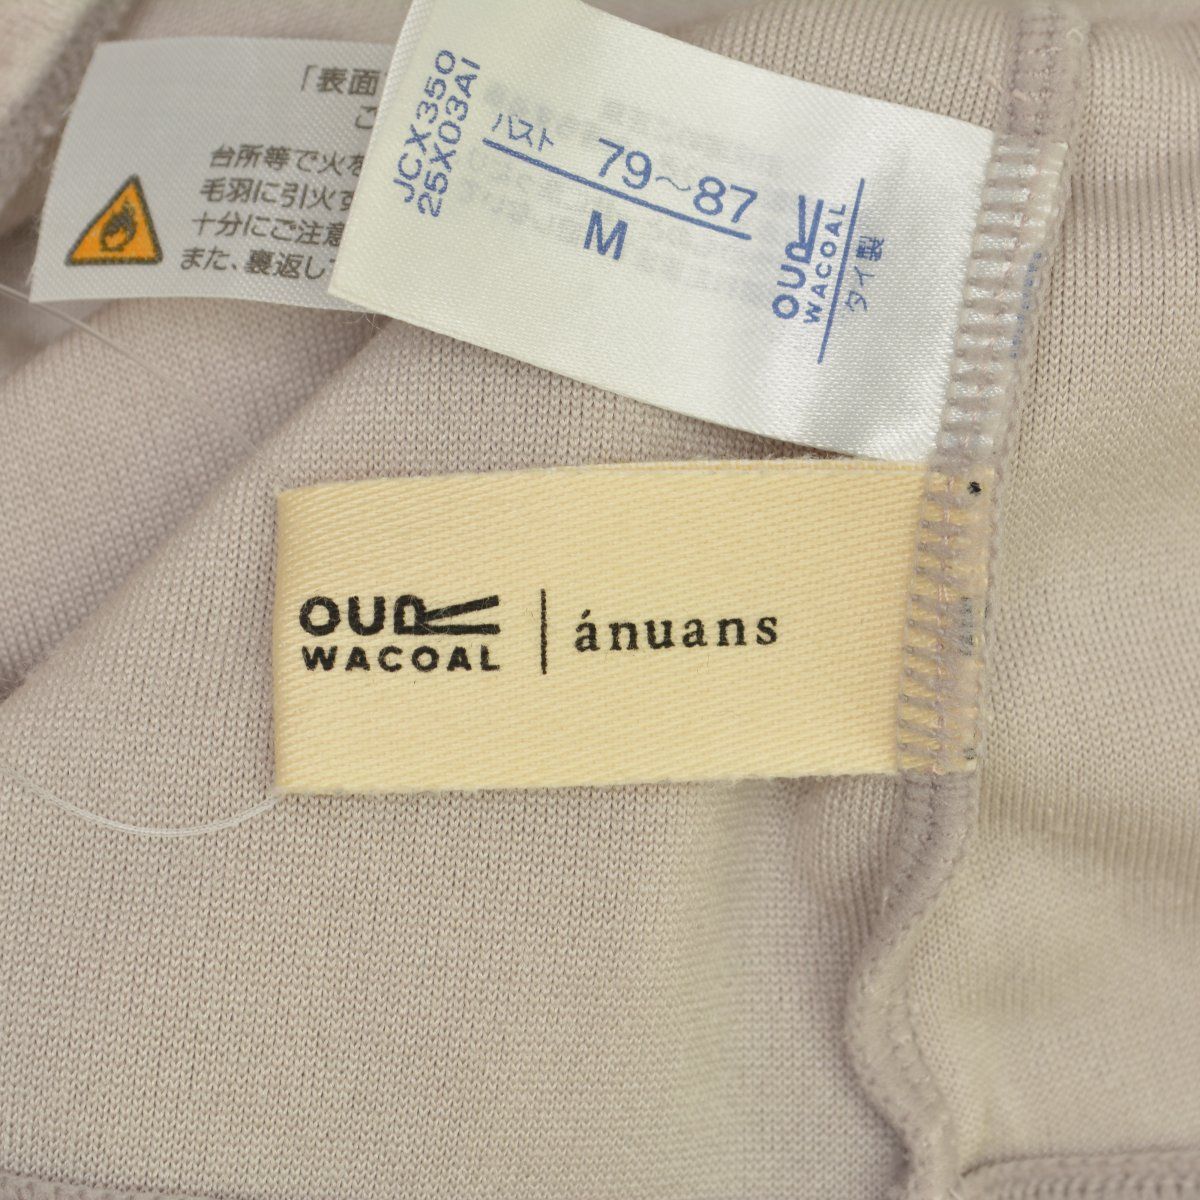 「表面
こ
台所等で火を
毛羽に引火す
十分にご注意
また、裏返して
JCX350
25X03AI
バスト 79~87
M
OUR
WACOAL
タイ製
OUR
WACOAL
ánuans